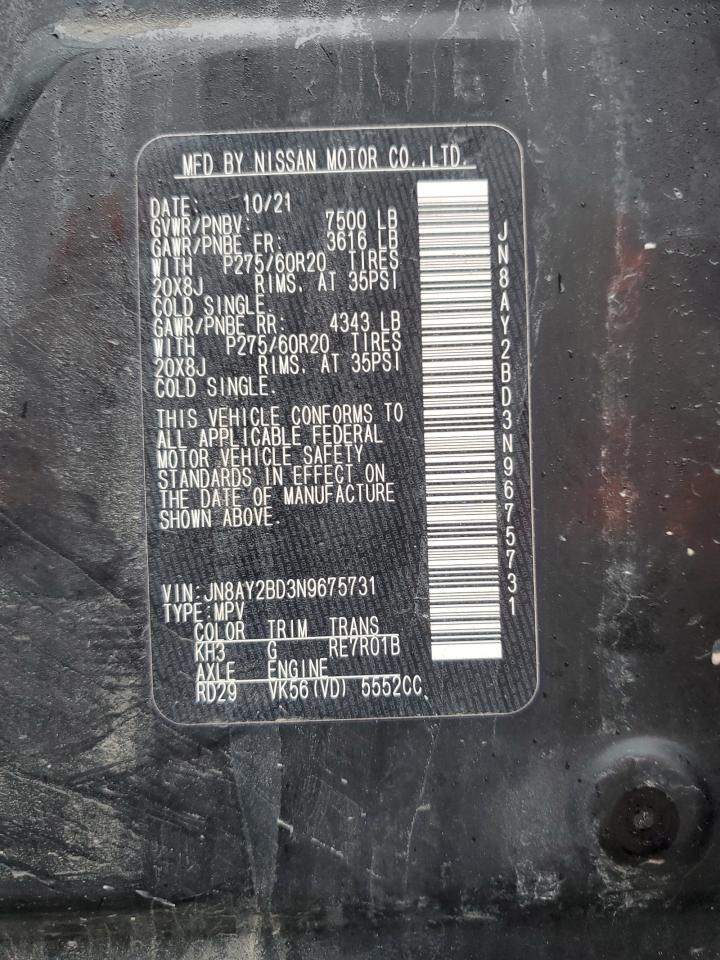 MFD BY NISSAN MOTOR CO.,LTD.
DATE: 10/21
GVWR/PNBV: 7500 LB
GAWR/PNBE FR: 3616 LB
WITH P275/60R20 TIRES
20X8J RIMS, AT 35PSI
COLD SINGLE.
GAWR/PNBE RR: 4343 LB
WITH P275/60R20 TIRES
20X8J RIMS, AT 35PSI
COLD SINGLE.
THIS VEHICLE CONFORMS TO
ALL APPLICABLE FEDERAL
MOTOR VEHICLE SAFETY
STANDARDS IN EFFECT ON
THE DATE OF MANUFACTURE
SHOWN ABOVE.
VIN:JN8AY2BD3N9675731
TYPE:MPV
COLOR TRIM TRANS
KH3 G RE7R01B
AXLE ENGINE
RD29 VK56(VD) 5552CC
JN8AY2BD3N9675731